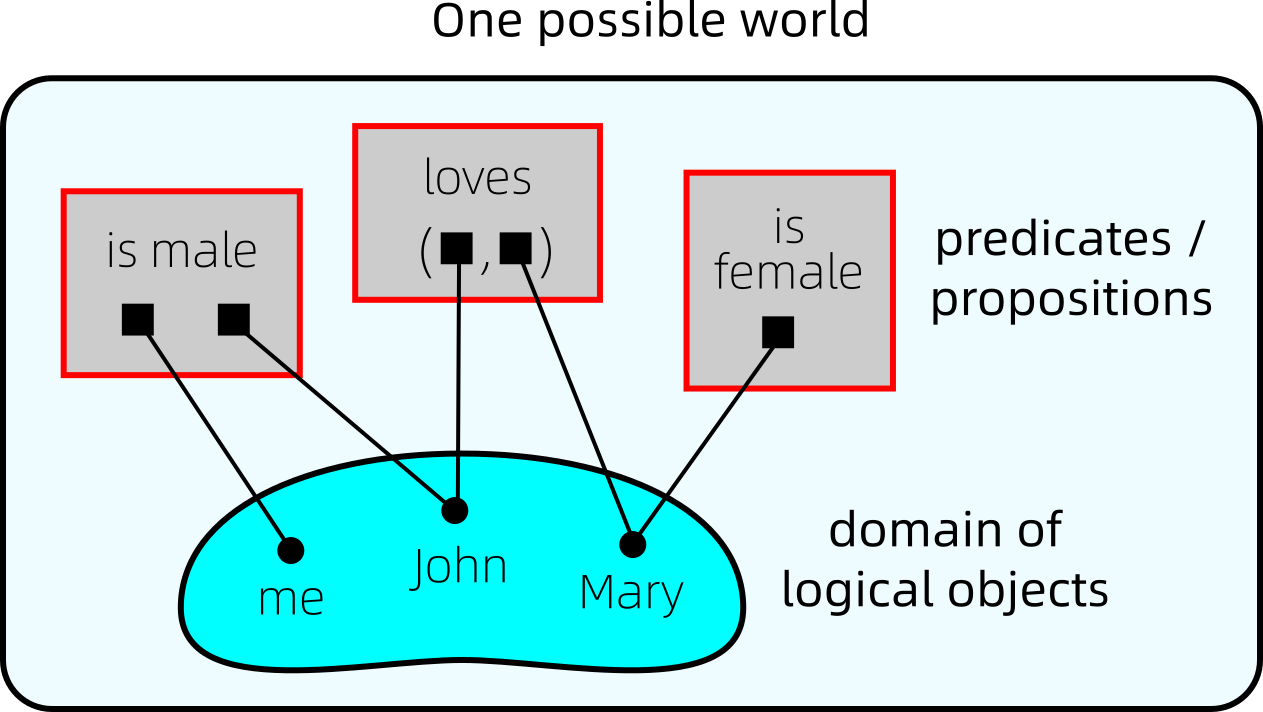 One possible world
is male
loves
( , )
is
female
predicates /
propositions
me
John
Mary
domain of
logical objects